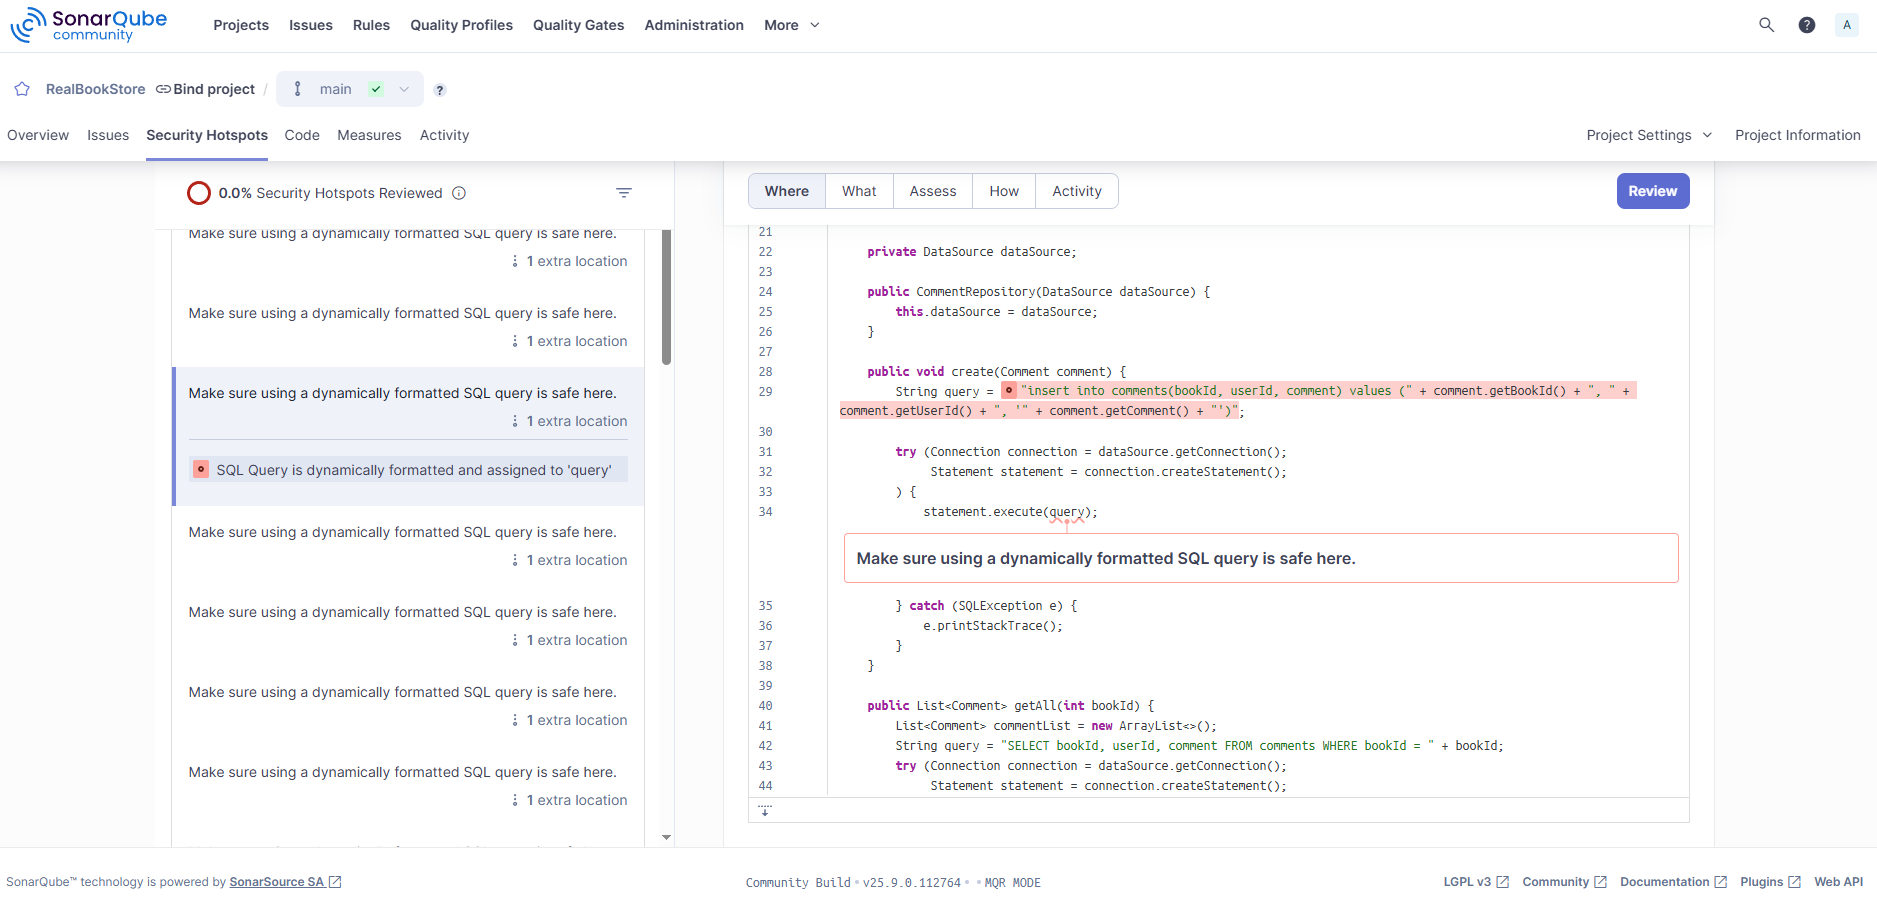 SonarQube
community
Projects Issues Rules Quality Profiles Quality Gates Administration More
A
RealBookStore Bind project / main ?
Overview Issues Security Hotspots Code Measures Activity
Project Settings Project Information
0.0% Security Hotspots Reviewed
Make sure using a dynamically formatted SQL query is safe here.
1 extra location
Make sure using a dynamically formatted SQL query is safe here.
1 extra location
Make sure using a dynamically formatted SQL query is safe here.
1 extra location
SQL Query is dynamically formatted and assigned to 'query'
Make sure using a dynamically formatted SQL query is safe here.
1 extra location
Make sure using a dynamically formatted SQL query is safe here.
1 extra location
Make sure using a dynamically formatted SQL query is safe here.
1 extra location
Make sure using a dynamically formatted SQL query is safe here.
1 extra location
Where What Assess How Activity
Review
21
22 private DataSource dataSource;
23
24 public CommentRepository(DataSource dataSource) {
25 this.dataSource = dataSource;
26 }
27
28 public void create(Comment comment) {
29 String query = "insert into comments(bookId, userId, comment) values (" + comment.getBookId() + ", " +
comment.getUserId() + ", '" + comment.getComment() + "')";
30
31 try (Connection connection = dataSource.getConnection();
32 Statement statement = connection.createStatement();
33 ) {
34 statement.execute(query);
Make sure using a dynamically formatted SQL query is safe here.
35 } catch (SQLException e) {
36 e.printStackTrace();
37 }
38 }
39
40 public List<Comment> getAll(int bookId) {
41 List<Comment> commentList = new ArrayList<>();
42 String query = "SELECT bookId, userId, comment FROM comments WHERE bookId = " + bookId;
43 try (Connection connection = dataSource.getConnection();
44 Statement statement = connection.createStatement();
SonarQube™ technology is powered by SonarSource SA
Community Build • v25.9.0.112764 • • MQR MODE
LGPL v3 Community Documentation Plugins Web API